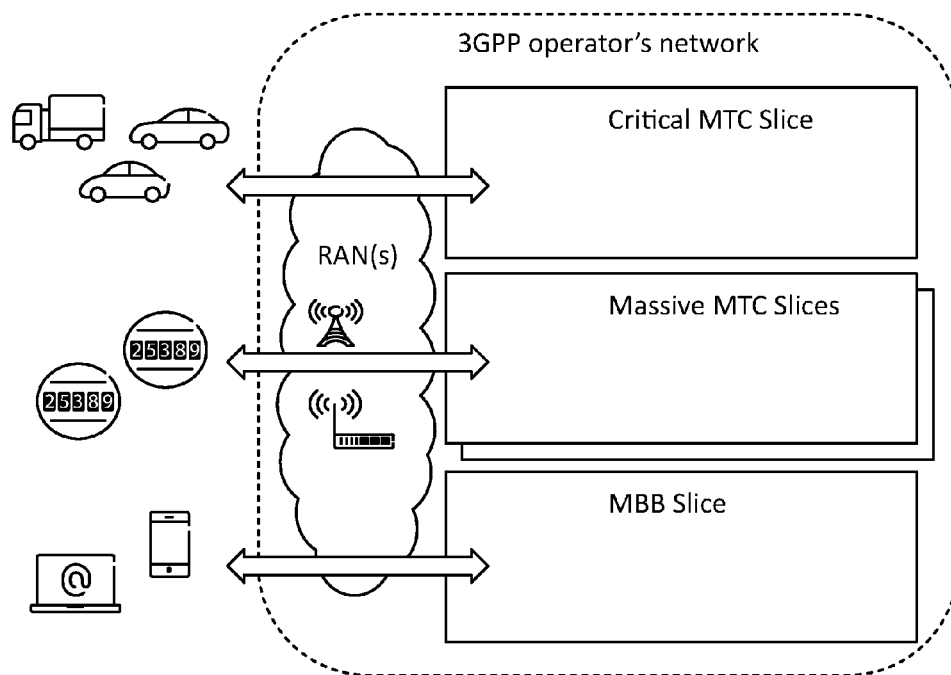 3GPP operator’s network
Critical MTC Slice
RAN(s)
Massive MTC Slices
25389
25389
MBB Slice
@